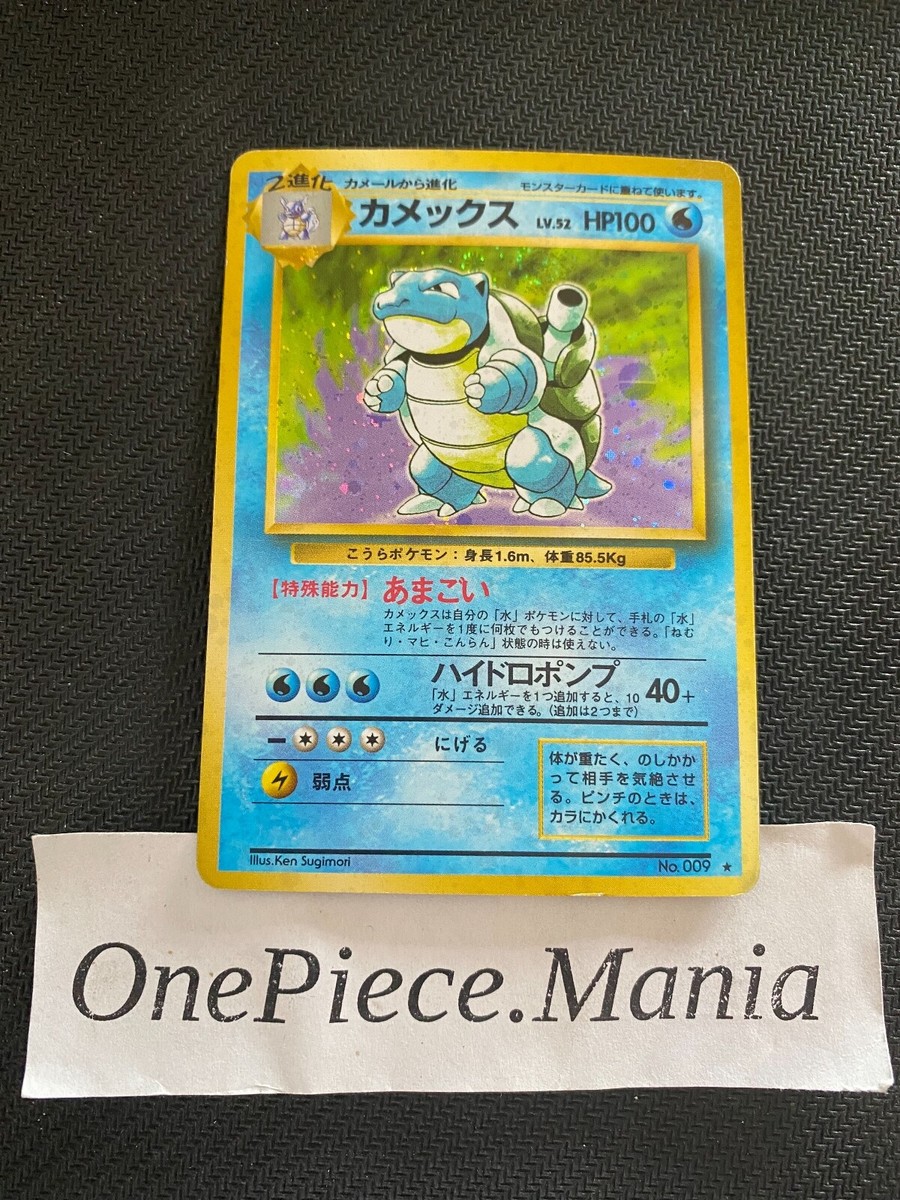 2進化 カメールから進化 モンスターカードに重ねて使います。
カメックス LV.52 HP100
こうらポケモン：身長1.6m、体重85.5Kg
【特殊能力】あまごい
カメックスは自分の「水」ポケモンに対して、手札の「水」
エネルギーを1度に何枚でもつけることができる。「ねむ
り・マヒ・こんらん」状態の時は使えない。
ハイドロポンプ 40+
「水」エネルギーを1つ追加すると、10
ダメージ追加できる。（追加は2つまで）
にげる
弱点
体が重たく、のしかか
って相手を気絶させ
る。ピンチのときは、
カラにかくれる。
Illus.Ken Sugimori No. 009 ★
OnePiece.Mania